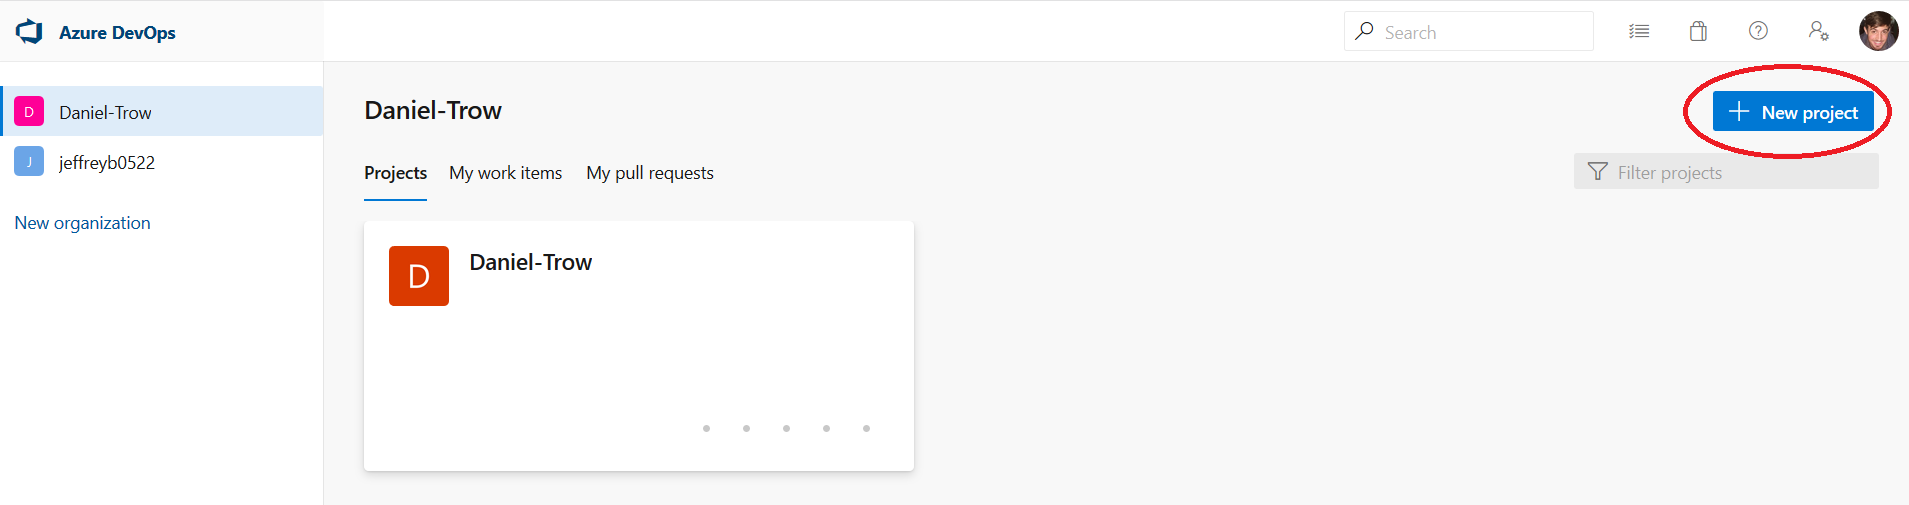 Azure DevOps
Search
D Daniel-Trow
J jeffreyb0522
New organization
Daniel-Trow
New project
Projects My work items My pull requests
Filter projects
D Daniel-Trow